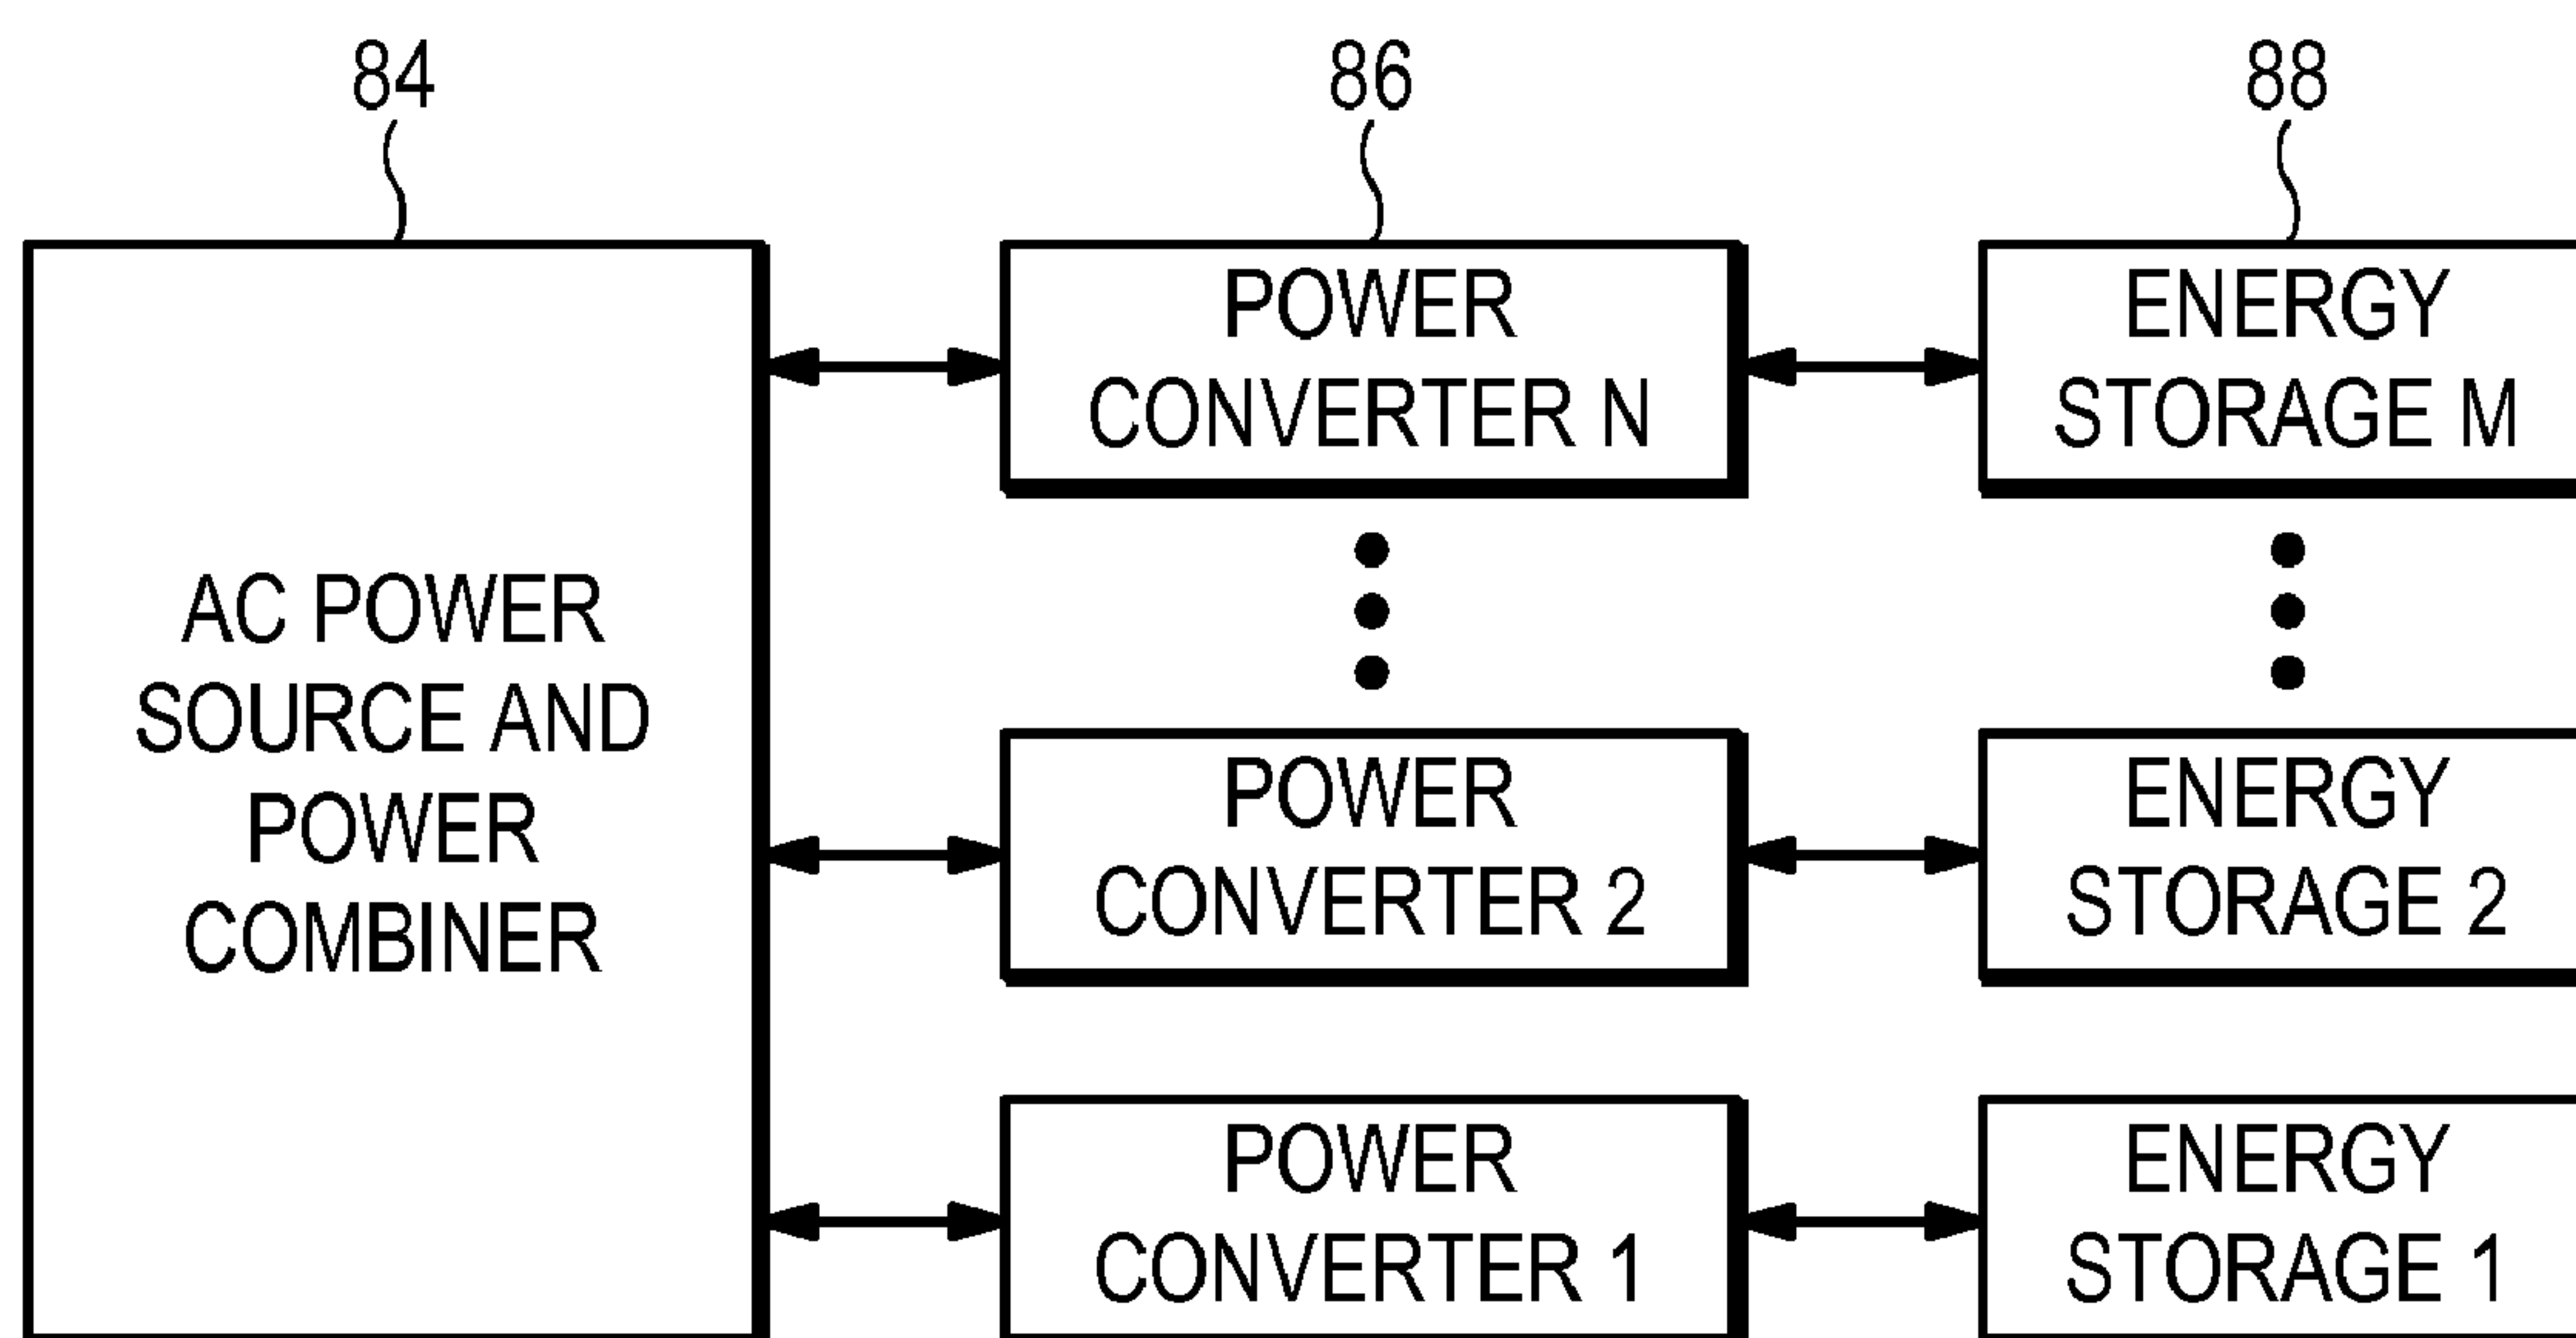 84
86
88
POWER
CONVERTER N
ENERGY
STORAGE M
AC POWER
SOURCE AND
POWER
COMBINER
POWER
CONVERTER 2
ENERGY
STORAGE 2
POWER
CONVERTER 1
ENERGY
STORAGE 1